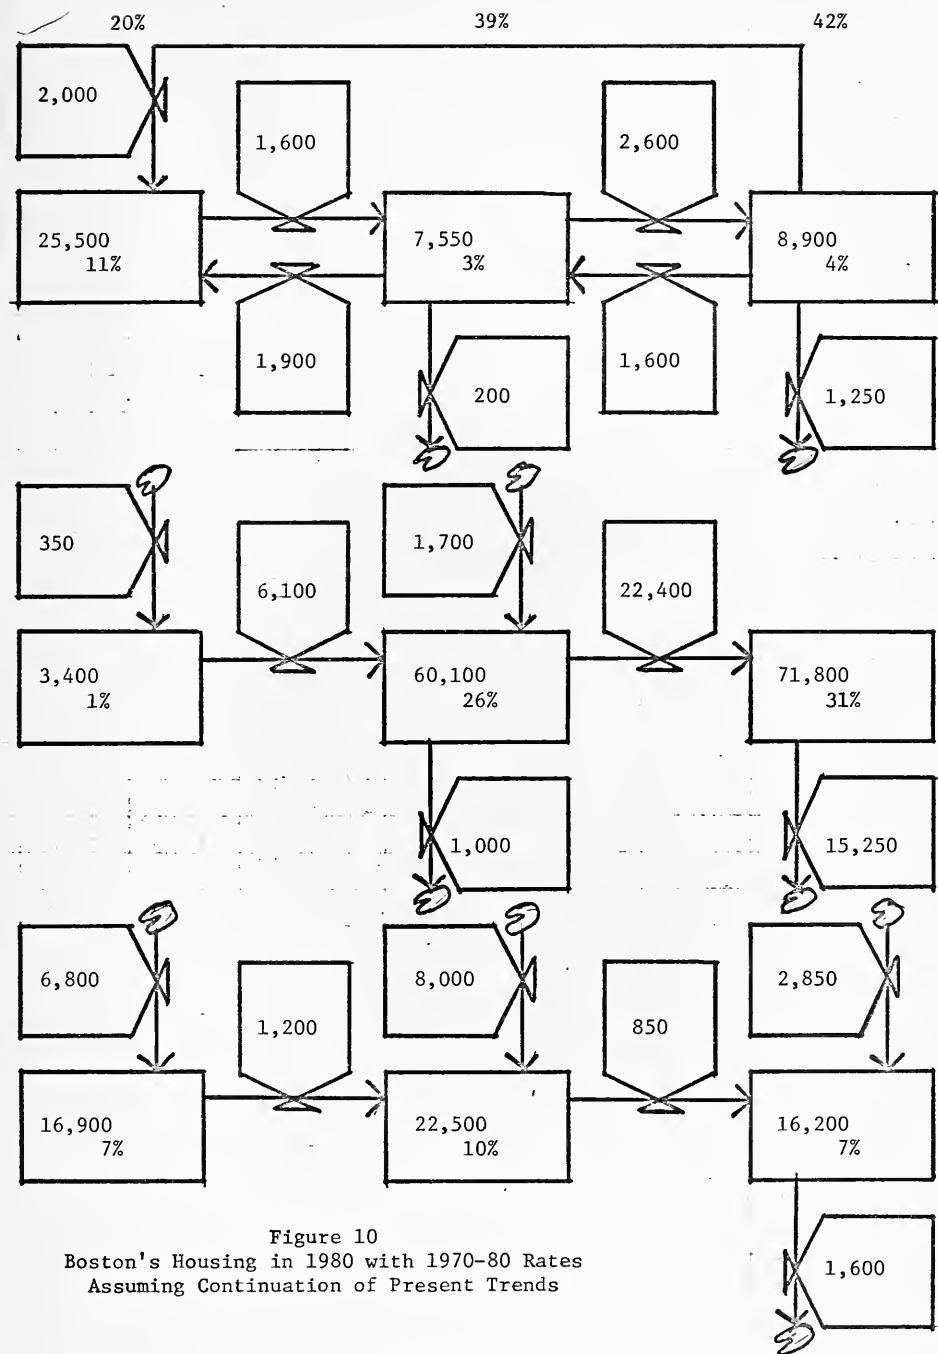 20% 39% 42%
2,000
1,600 2,600
25,500 7,550 8,900
11% 3% 4%
1,900 200 1,600 1,250
350 1,700
6,100 22,400
3,400 60,100 71,800
1% 26% 31%
1,000 15,250
6,800 8,000 2,850
1,200 850
16,900 22,500 16,200
7% 10% 7%
Figure 10
Boston's Housing in 1980 with 1970-80 Rates
Assuming Continuation of Present Trends
1,600